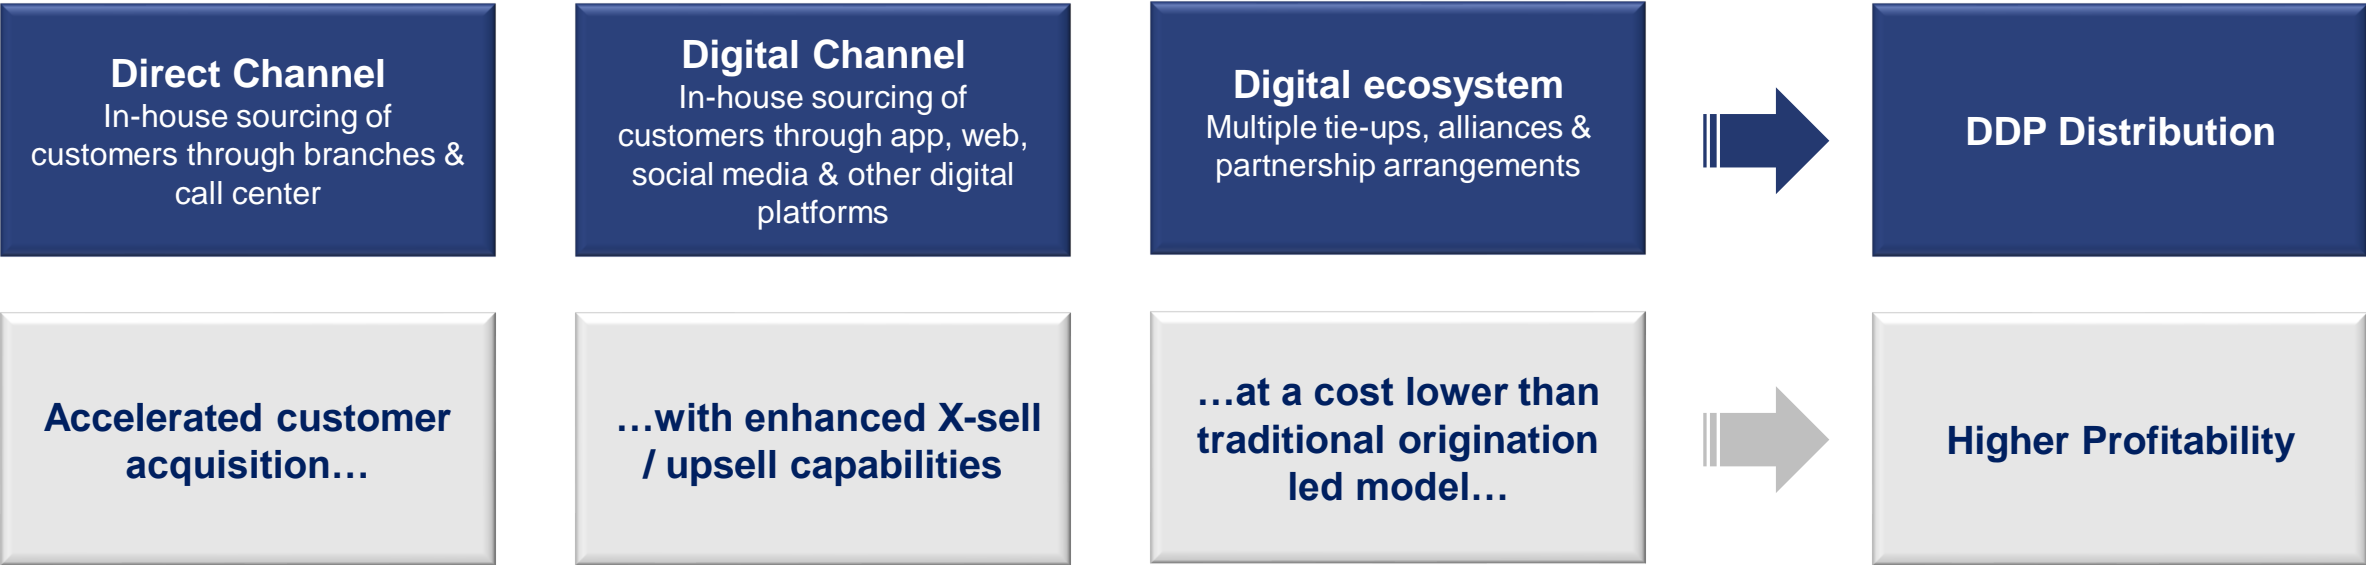 Direct Channel
In-house sourcing of
customers through branches &
call center
Digital Channel
In-house sourcing of
customers through app, web,
social media & other digital
platforms
Digital ecosystem
Multiple tie-ups, alliances &
partnership arrangements
DDP Distribution
Accelerated customer
acquisition…
…with enhanced X-sell
/ upsell capabilities
…at a cost lower than
traditional origination
led model…
Higher Profitability